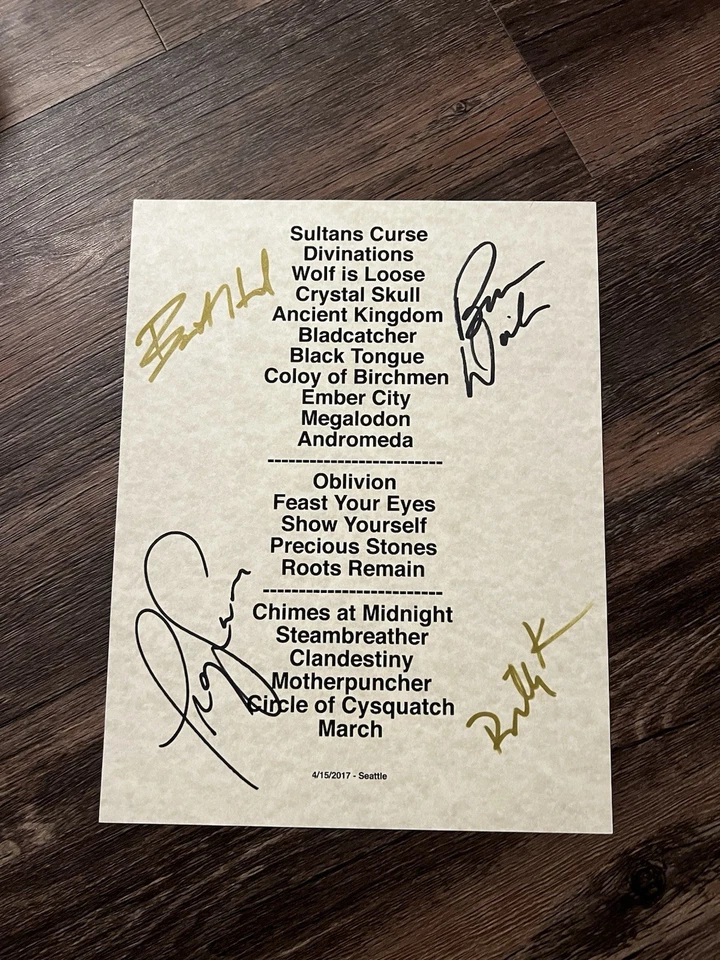 Sultans Curse
Divinations
Wolf is Loose
Crystal Skull
Ancient Kingdom
Bladcatcher
Black Tongue
Coloy of Birchmen
Ember City
Megalodon
Andromeda
-------------------------
Oblivion
Feast Your Eyes
Show Yourself
Precious Stones
Roots Remain
--------------------------
Chimes at Midnight
Steambreather
Clandestiny
Motherpuncher
Circle of Cysquatch
March
4/15/2017 - Seattle